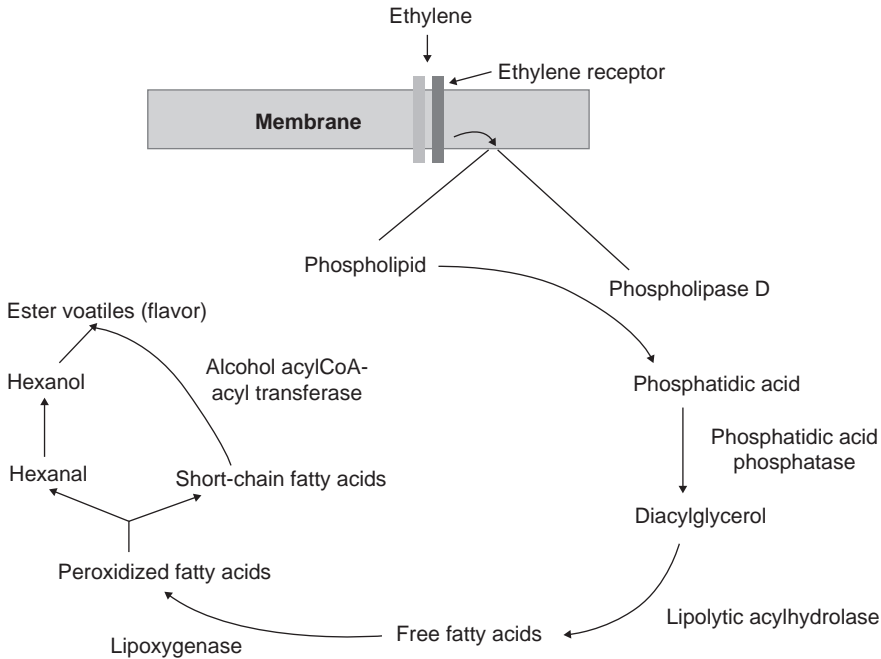 Ethylene
Ethylene receptor
Membrane
Phospholipid
Phospholipase D
Ester voatiles (flavor)
Alcohol acylCoA-
acyl transferase
Hexanol
Phosphatidic acid
Phosphatidic acid
phosphatase
Hexanal
Short-chain fatty acids
Diacylglycerol
Peroxidized fatty acids
Lipolytic acylhydrolase
Free fatty acids
Lipoxygenase